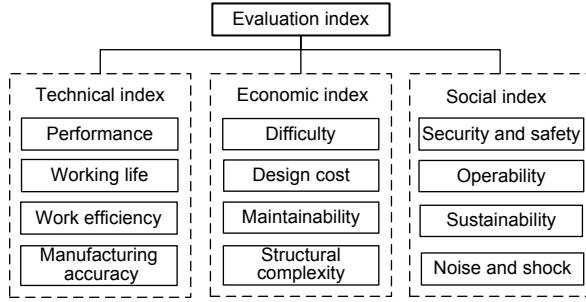 Evaluation index
Technical index
Performance
Working life
Work efficiency
Manufacturing
accuracy
Economic index
Difficulty
Design cost
Maintainability
Structural
complexity
Social index
Security and safety
Operability
Sustainability
Noise and shock